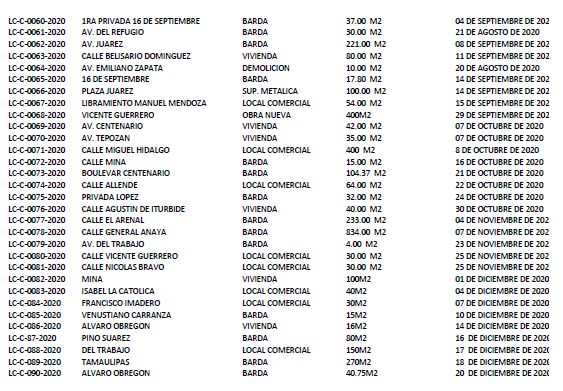 LC-C-0060-2020 1RA PRIVADA 16 DE SEPTIEMBRE BARDA 37.00 M2 04 DE SEPTIEMBRE DE 202
LC-C-0061-2020 AV. DEL REFUGIO BARDA 30.00 M2 21 DE AGOSTO DE 2020
LC-C-0062-2020 AV. JUAREZ BARDA 221.00 M2 08 DE SEPTIEMBRE DE 202
LC-C-0063-2020 CALLE BELISARIO DOMINGUEZ VIVIENDA 80.00 M2 11 DE SEPTIEMBRE DE 202
LC-C-0064-2020 AV. EMILIANO ZAPATA DEMOLICION 10.00 M2 20 DE AGOSTO DE 2020
LC-C-0065-2020 16 DE SEPTIEMBRE BARDA 17.80 M2 14 DE SEPTIEMBRE DE 202
LC-C-0066-2020 PLAZA JUAREZ SUP. METALICA 100.00 M2 14 DE SEPTIEMBRE DE 202
LC-C-0067-2020 LIBRAMIENTO MANUEL MENDOZA LOCAL COMERCIAL 54.00 M2 15 DE SEPTIEMBRE DE 202
LC-C-0068-2020 VICENTE GUERRERO OBRA NUEVA 400M2 29 DE SEPTIEMBRE DE 202
LC-C-0069-2020 AV. CENTENARIO VIVIENDA 42.00 M2 07 DE OCTUBRE DE 2020
LC-C-0070-2020 AV. TEPOZAN VIVIENDA 35.00 M2 07 DE OCTUBRE DE 2020
LC-C-0071-2020 CALLE MIGUEL HIDALGO LOCAL COMERCIAL 400 M2 8 DE OCTUBRE DE 2020
LC-C-0072-2020 CALLE MINA BARDA 15.00 M2 16 DE OCTUBRE DE 2020
LC-C-0073-2020 BOULEVAR CENTENARIO BARDA 104.37 M2 21 DE OCTUBRE DE 2020
LC-C-0074-2020 CALLE ALLENDE LOCAL COMERCIAL 64.00 M2 22 DE OCTUBRE DE 2020
LC-C-0075-2020 PRIVADA LOPEZ BARDA 32.00 M2 24 DE OCTUBRE DE 2020
LC-C-0076-2020 CALLE AGUSTIN DE ITURBIDE VIVIENDA 40.00 M2 30 DE OCTUBRE DE 2020
LC-C-0077-2020 CALLE EL ARENAL BARDA 233.00 M2 04 DE NOVIEMBRE DE 202
LC-C-0078-2020 CALLE GENERAL ANAYA BARDA 834.00 M2 07 DE NOVIEMBRE DE 202
LC-C-0079-2020 AV. DEL TRABAJO BARDA 4.00 M2 23 DE NOVIEMBRE DE 202
LC-C-0080-2020 CALLE VICENTE GUERRERO LOCAL COMERCIAL 30.00 M2 25 DE NOVIEMBRE DE 202
LC-C-0081-2020 CALLE NICOLAS BRAVO LOCAL COMERCIAL 30.00 M2 25 DE NOVIEMBRE DE 202
LC-C-0082-2020 MINA VIVIENDA 100M2 01 DE DICIEMBRE DE 2020
LC-C-0083-2020 ISABEL LA CATOLICA LOCAL COMERCIAL 40M2 04 DE DICIEMBRE DE 2020
LC-C-084-2020 FRANCISCO IMADERO LOCAL COMERCIAL 30M2 07 DE DICIEMBRE DE 2020
LC-C-085-2020 VENUSTIANO CARRANZA BARDA 15M2 10 DE DICIEMBRE DE 2020
LC-C-086-2020 ALVARO OBREGON VIVIENDA 16M2 14 DE DICIEMBRE DE 2020
LC-C-87-2020 PINO SUAREZ BARDA 80M2 16 DE DICIEMBRE DE 2020
LC-C-088-2020 DEL TRABAJO LOCAL COMERCIAL 150M2 17 DE DICIEMBRE DE 2020
LC-C-089-2020 TAMAULIPAS BARDA 270M2 18 DE DICIEMBRE DE 2020
LC-C-090-2020 ALVARO OBREGON BARDA 40.75M2 20 DE DICIEMBRE DE 2020